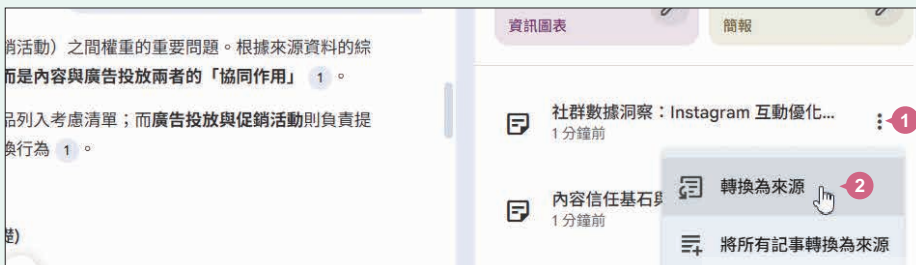 銷活動）之間權重的重要問題。根據來源資料的綜
而是內容與廣告投放兩者的「協同作用」 1 。
品列入考慮清單；而廣告投放與促銷活動則負責提
換行為 1 。
礎)
資訊圖表
簡報
社群數據洞察：Instagram 互動優化...
1 分鐘前
1
轉換為來源
2
內容信任基石與
1 分鐘前
將所有記事轉換為來源